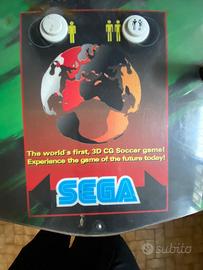 The world's first, 3D CG Soccer game!
Experience the game of the future today!
SEGA
subito